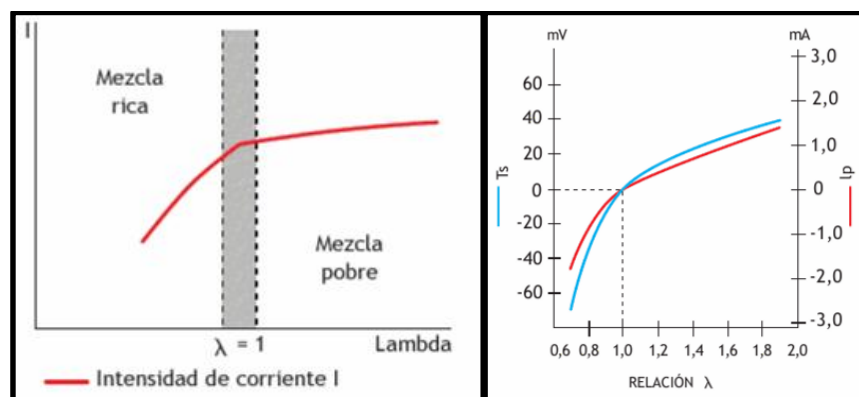 I
Mezcla
rica
Mezcla
pobre
λ = 1
Lambda
Intensidad de corriente I
mV
mA
60
40
20
0
-20
-40
-60
3,0
2,0
1,0
0
-1,0
-2,0
-3,0
Ts
Ip
0,6 0,8 1,0 1,2 1,4 1,6 1,8 2,0
RELACIÓN λ